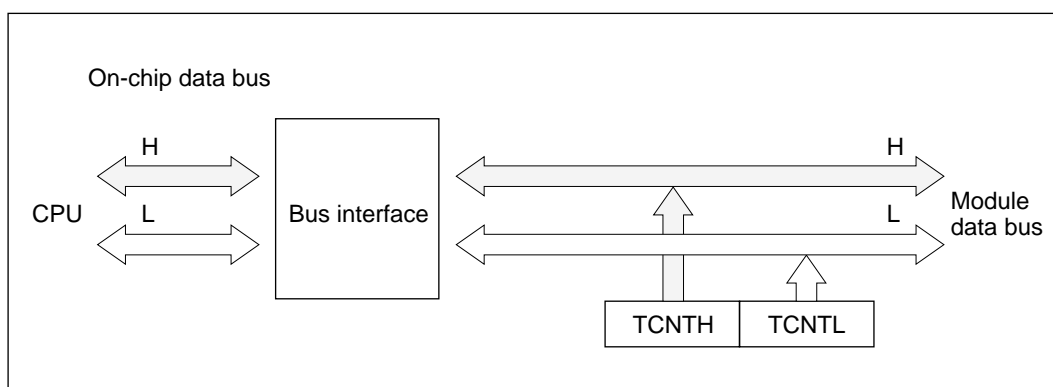 On-chip data bus
H
H
CPU
L
Bus interface
L
Module
data bus
TCNTH
TCNTL